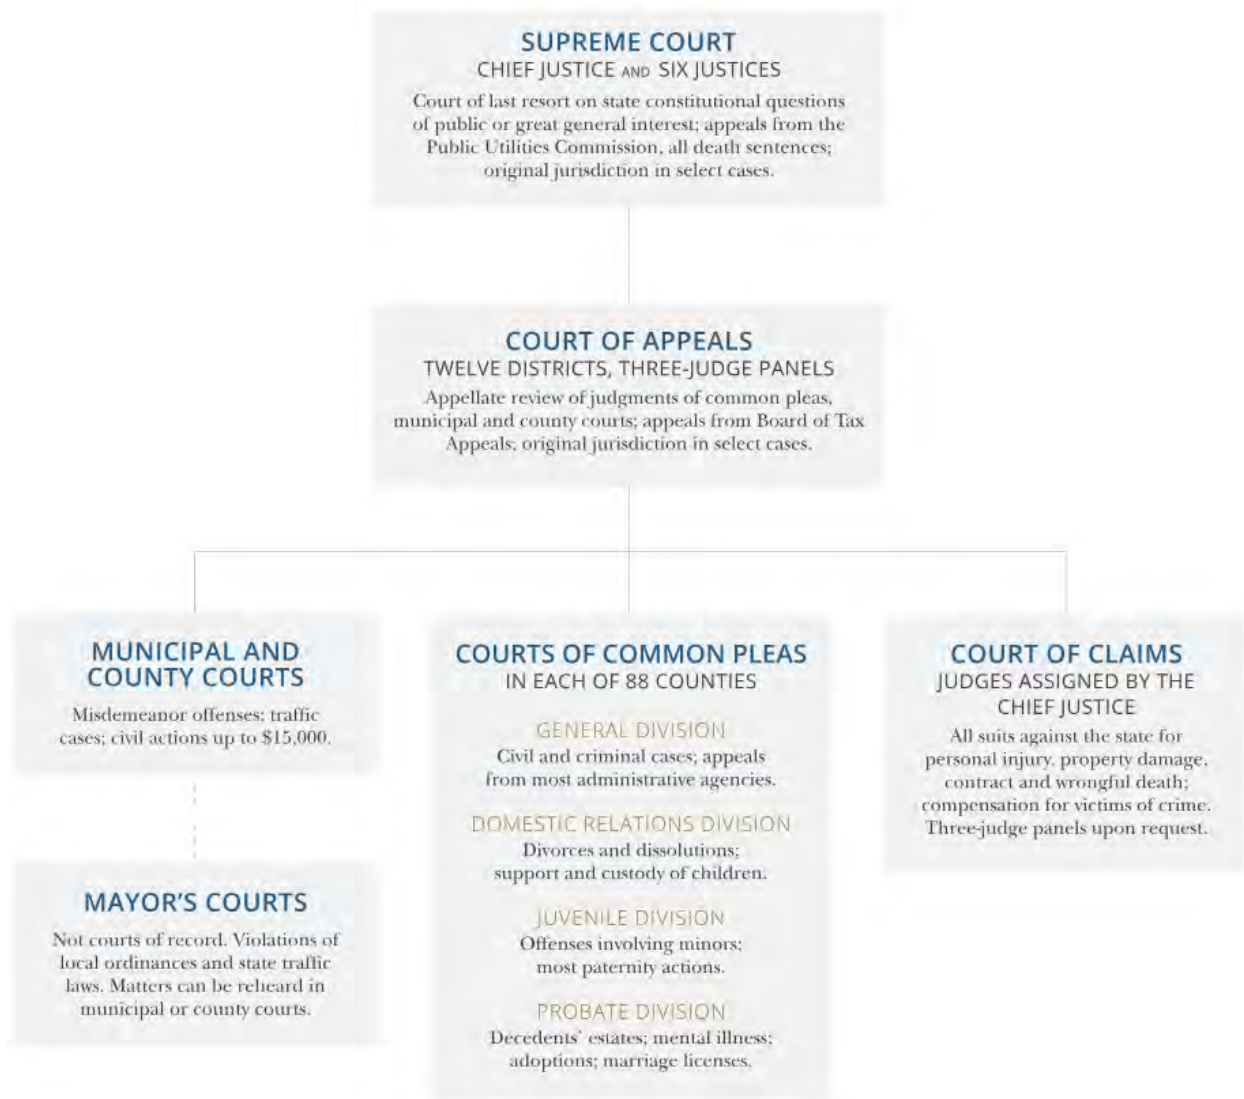 SUPREME COURT
CHIEF JUSTICE AND SIX JUSTICES
Court of last resort on state constitutional questions
of public or great general interest; appeals from the
Public Utilities Commission, all death sentences;
original jurisdiction in select cases.
COURT OF APPEALS
TWELVE DISTRICTS, THREE-JUDGE PANELS
Appellate review of judgments of common pleas,
municipal and county courts; appeals from Board of Tax
Appeals; original jurisdiction in select cases.
MUNICIPAL AND
COUNTY COURTS
Misdemeanor offenses; traffic
cases; civil actions up to $15,000.
MAYOR'S COURTS
Not courts of record. Violations of
local ordinances and state traffic
laws. Matters can be reheard in
municipal or county courts.
COURTS OF COMMON PLEAS
IN EACH OF 88 COUNTIES
GENERAL DIVISION
Civil and criminal cases; appeals
from most administrative agencies.
DOMESTIC RELATIONS DIVISION
Divorces and dissolutions;
support and custody of children.
JUVENILE DIVISION
Offenses involving minors;
most paternity actions.
PROBATE DIVISION
Decedents' estates; mental illness;
adoptions; marriage licenses.
COURT OF CLAIMS
JUDGES ASSIGNED BY THE
CHIEF JUSTICE
All suits against the state for
personal injury, property damage,
contract and wrongful death;
compensation for victims of crime.
Three-judge panels upon request.